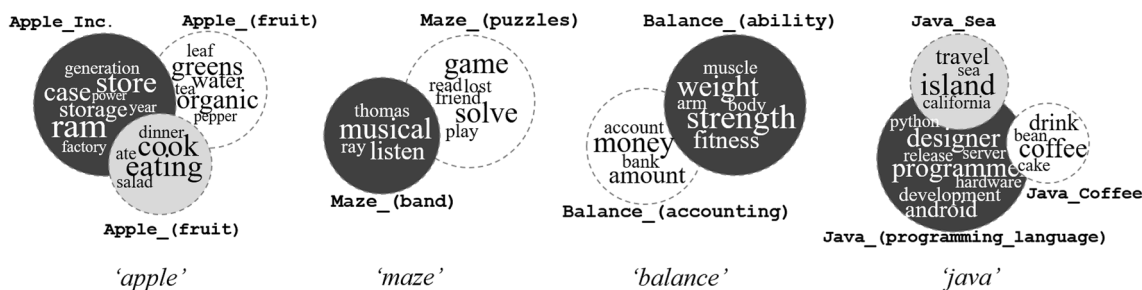 Apple_Inc.
Apple_(fruit)
generation
store
case
power
storage
year
ram
factory
leaf
greens
water
tea
organic
pepper
dinner
ate
cook
eating
salad
Apple_(fruit)
'apple'
Maze_(puzzles)
game
read lost
friend
solve
play
thomas
musical
ray listen
Maze_(band)
'maze'
Balance_(ability)
muscle
weight
arm body
strength
fitness
account
money
bank
amount
Balance_(accounting)
'balance'
Java_Sea
travel
sea
island
california
python
designer
release server
programme
hardware
development
android
drink
bean
coffee
cake
Java_Coffee
Java_(programming_language)
'java'